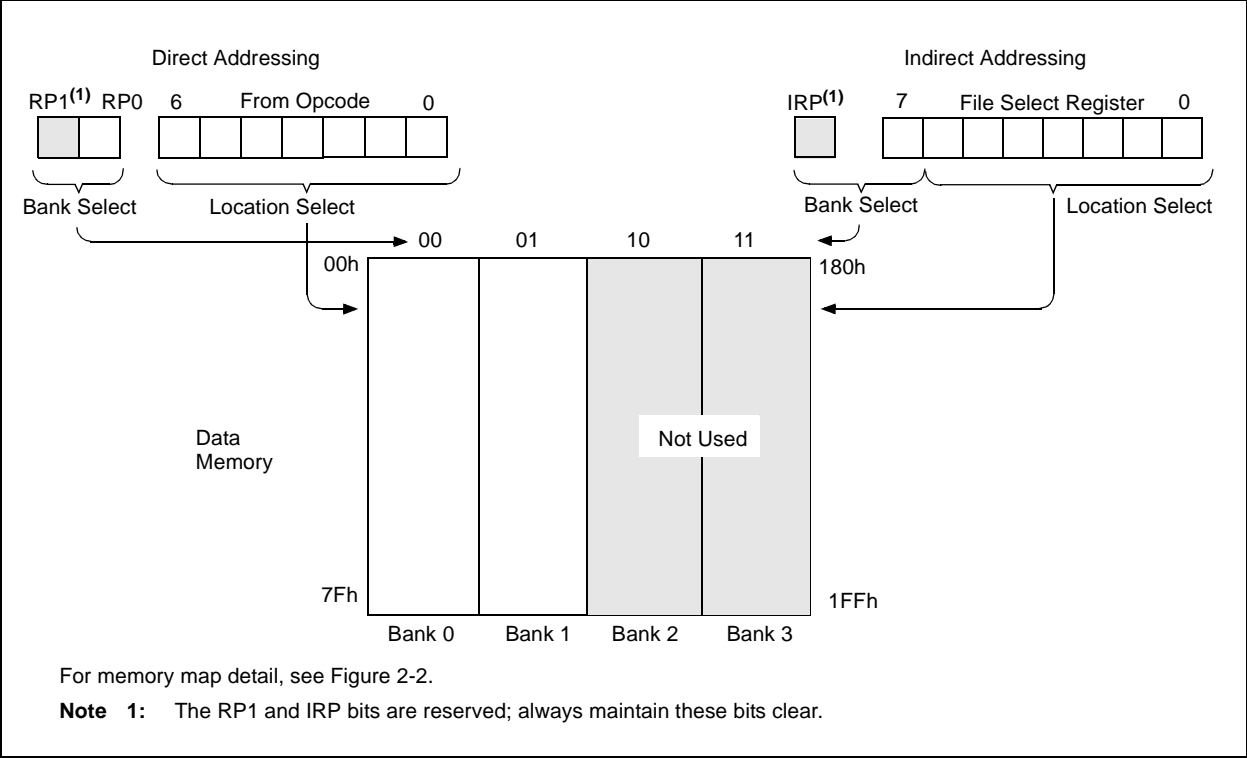 Direct Addressing
Indirect Addressing
RP1(1) RP0 6 From Opcode 0
IRP(1) 7 File Select Register 0
Bank Select Location Select
Bank Select Location Select
00 01 10 11
00h
180h
Data
Memory
Not Used
7Fh
1FFh
Bank 0 Bank 1 Bank 2 Bank 3
For memory map detail, see Figure 2-2.
Note 1: The RP1 and IRP bits are reserved; always maintain these bits clear.